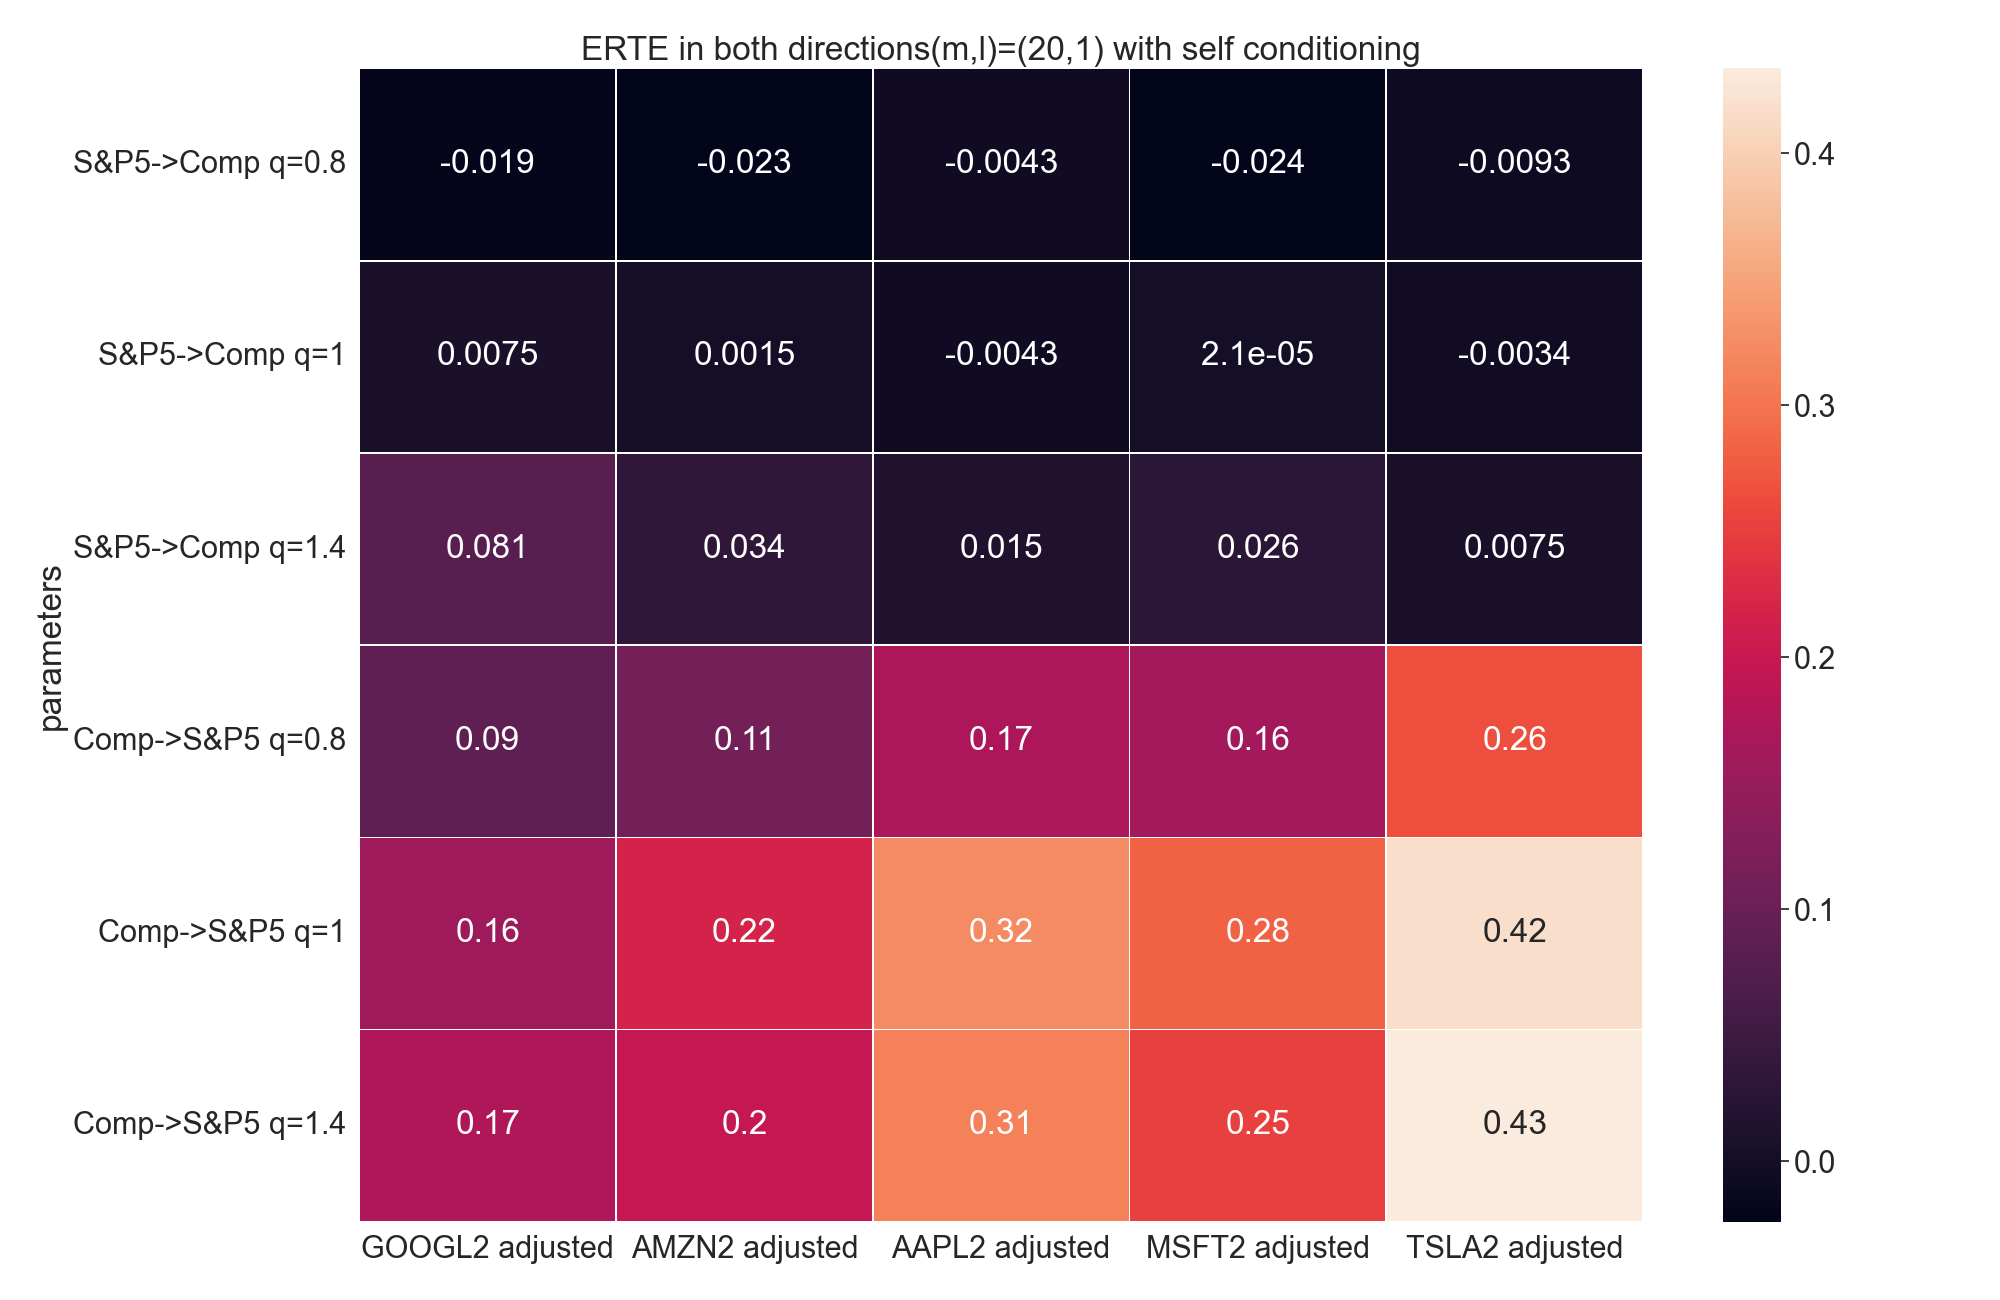 ERTE in both directions(m,l)=(20,1) with self conditioning
parameters
S&P5->Comp q=0.8 -0.019 -0.023 -0.0043 -0.024 -0.0093
S&P5->Comp q=1 0.0075 0.0015 -0.0043 2.1e-05 -0.0034
S&P5->Comp q=1.4 0.081 0.034 0.015 0.026 0.0075
Comp->S&P5 q=0.8 0.09 0.11 0.17 0.16 0.26
Comp->S&P5 q=1 0.16 0.22 0.32 0.28 0.42
Comp->S&P5 q=1.4 0.17 0.2 0.31 0.25 0.43
GOOGL2 adjusted AMZN2 adjusted AAPL2 adjusted MSFT2 adjusted TSLA2 adjusted
0.4
0.3
0.2
0.1
0.0